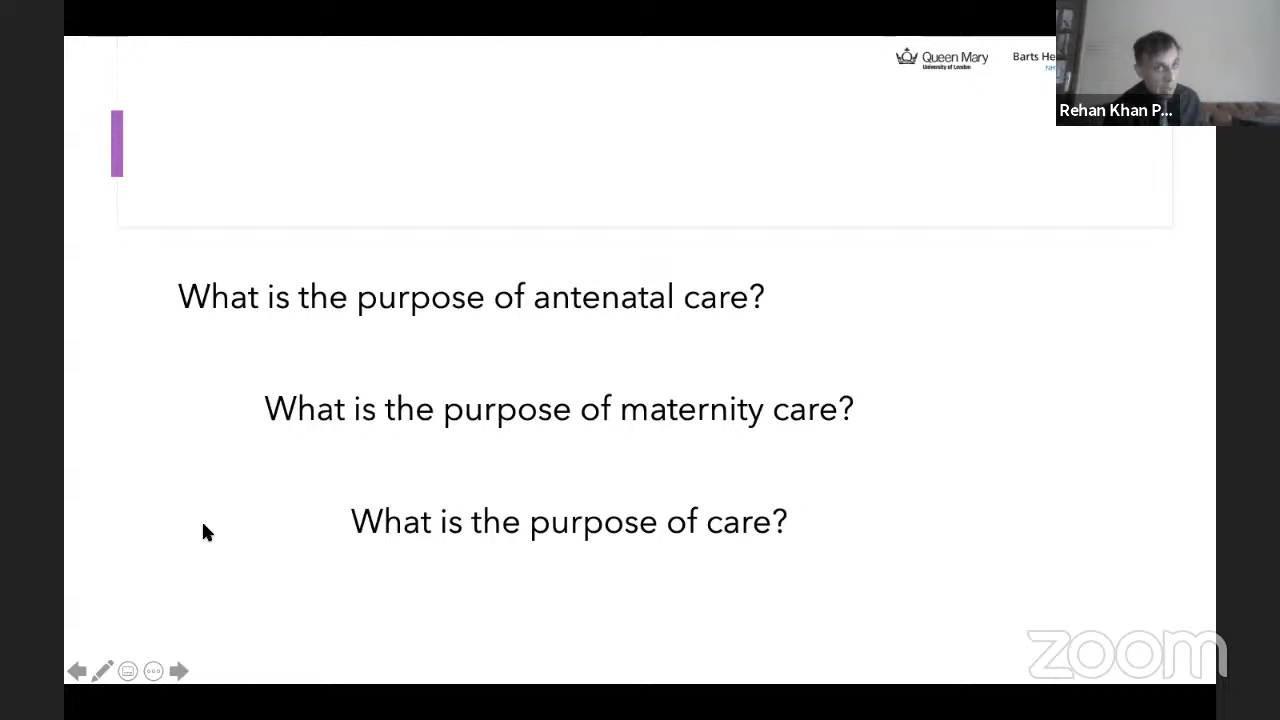 Queen Mary
University of London
Barts He
NH
Rehan Khan P...
What is the purpose of antenatal care?
What is the purpose of maternity care?
What is the purpose of care?
zoom